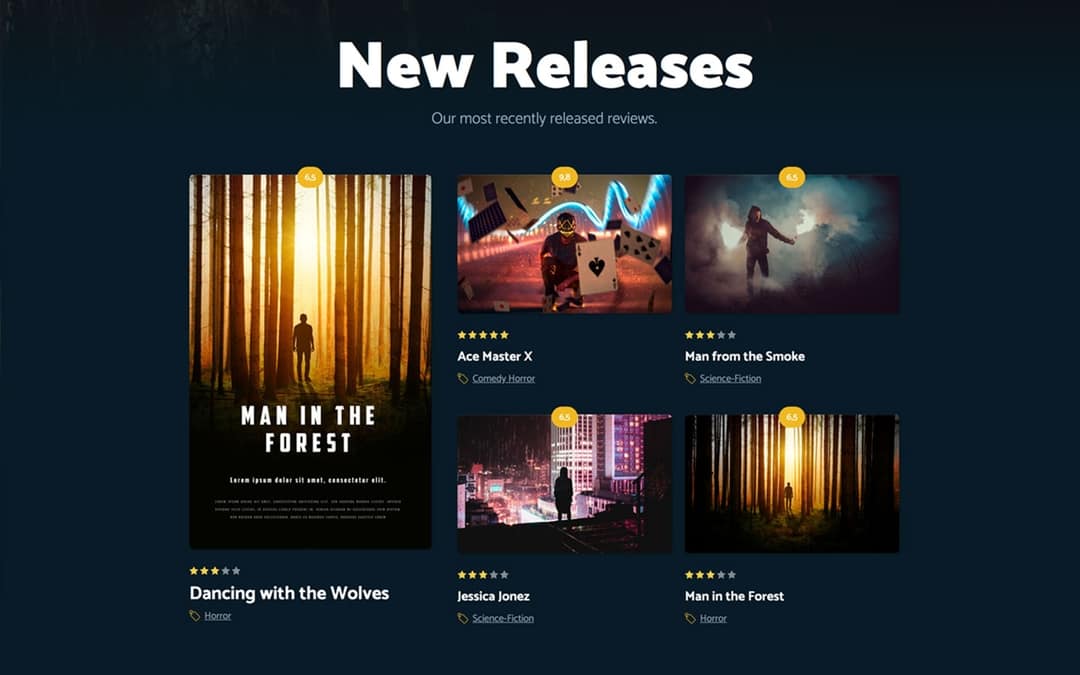 New Releases
Our most recently released reviews.
6,5
MAN IN THE
FOREST
Lorem ipsum dolor sit amet, consectetur elit.
Dancing with the Wolves
Horror
9,8
Ace Master X
Comedy Horror
6,5
Man from the Smoke
Science-Fiction
6,5
Jessica Jonez
Science-Fiction
6,5
Man in the Forest
Horror